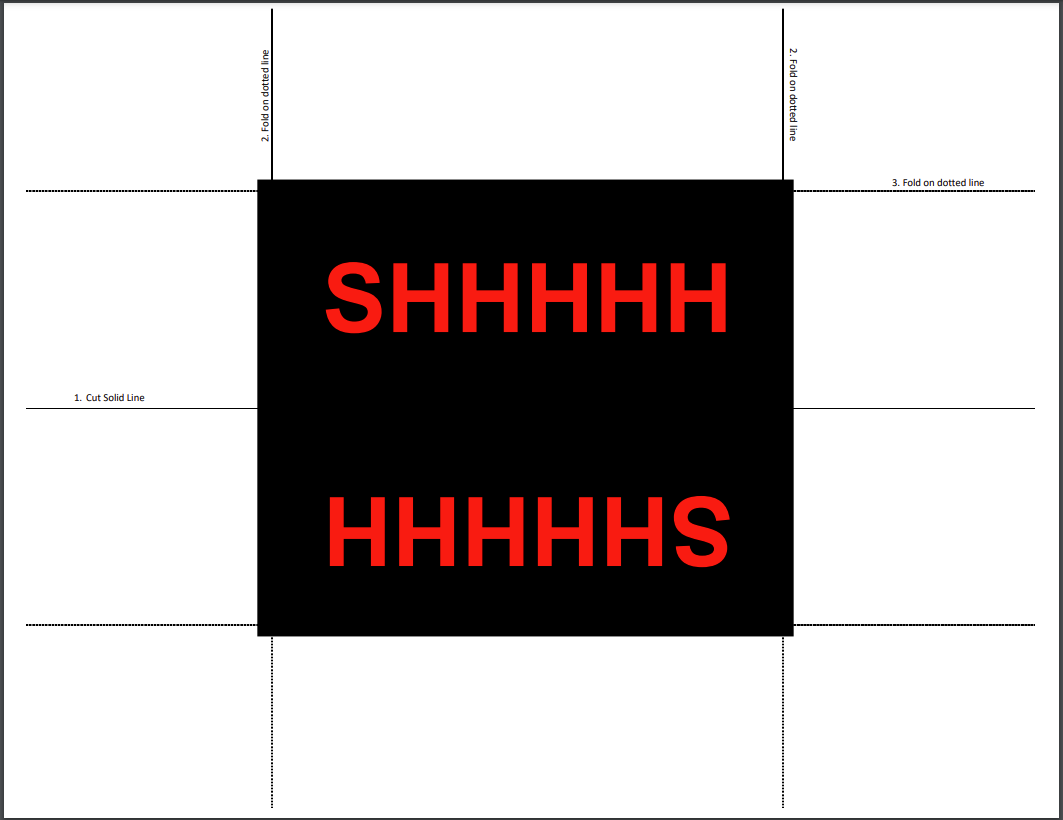 2. Fold on dotted line
2. Fold on dotted line
3. Fold on dotted line
SHHHHH
1. Cut Solid Line
HHHHHS